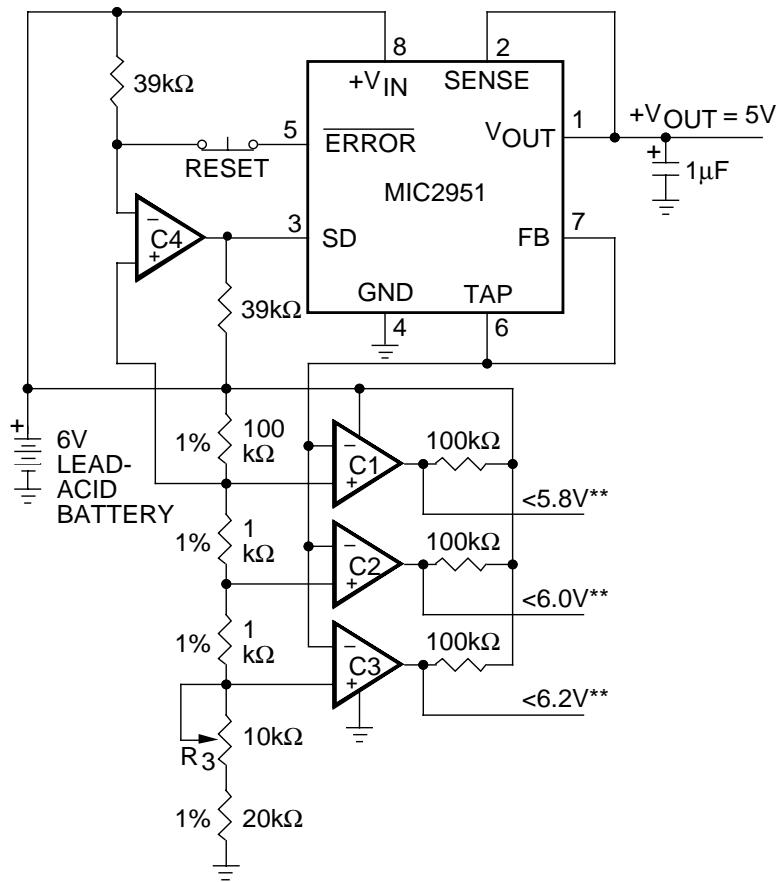 8
2
+VIN
SENSE
39kΩ
5
ERROR
RESET
1
VOUT
+VOUT = 5V
+
1µF
MIC2951
−
C4
+
3
SD
FB
7
39kΩ
GND
TAP
4
6
+
6V
LEAD-
ACID
BATTERY
1%
100
kΩ
−
C1
+
100kΩ
<5.8V**
1%
1
kΩ
−
C2
+
100kΩ
<6.0V**
1%
1
kΩ
−
C3
+
100kΩ
<6.2V**
R3
10kΩ
1%
20kΩ